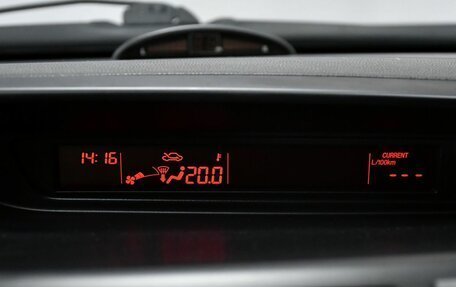 14:16
20.0
CURRENT
L/100km
---